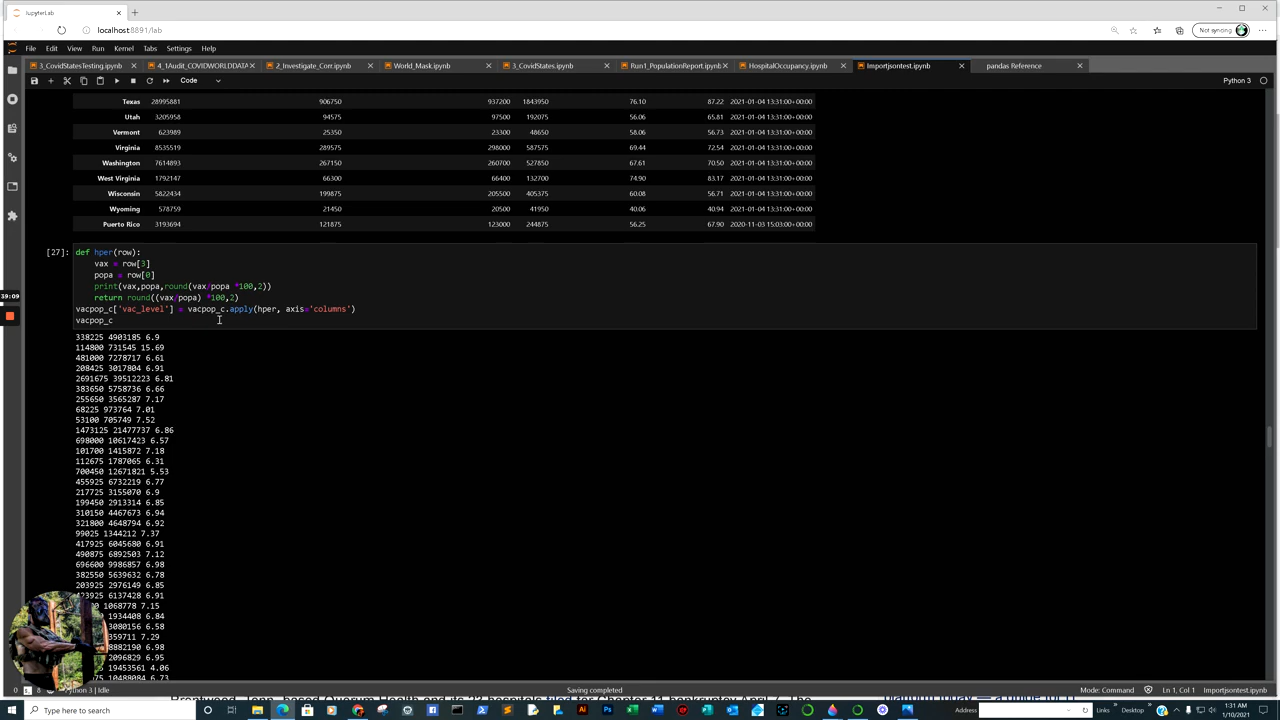 JupyterLab
localhost:8891/lab
Not syncing
File Edit View Run Kernel Tabs Settings Help
3_CovidStatesTesting.ipynb 4_1Audit_COVIDWORLDDATA 2_Investigate_Corr.ipynb World_Mask.ipynb 3_CovidStates.ipynb Run1_PopulationReport.ipynb HospitalOccupancy.ipynb Importjsontest.ipynb pandas Reference
Code Python 3
Texas 28995881 906750 937200 1843950 76.10 87.22 2021-01-04 13:31:00+00:00
Utah 3205958 94575 97500 192075 56.06 65.81 2021-01-04 13:31:00+00:00
Vermont 623989 25350 23300 48650 58.06 56.73 2021-01-04 13:31:00+00:00
Virginia 8535519 289575 298000 587575 69.44 72.54 2021-01-04 13:31:00+00:00
Washington 7614893 267150 260700 527850 67.61 70.50 2021-01-04 13:31:00+00:00
West Virginia 1792147 66300 66400 132700 74.90 83.17 2021-01-04 13:31:00+00:00
Wisconsin 5822434 199875 205500 405375 60.08 56.71 2021-01-04 13:31:00+00:00
Wyoming 578759 21450 20500 41950 40.06 40.94 2021-01-04 13:31:00+00:00
Puerto Rico 3193694 121875 123000 244875 56.25 67.90 2020-11-03 15:03:00+00:00
[27]: def hper(row):
vax = row[3]
popa = row[0]
print(vax,popa,round(vax/popa *100,2))
return round((vax/popa) *100,2)
vacpop_c['vac_level'] = vacpop_c.apply(hper, axis='columns')
vacpop_c
39:09
338225 4903185 6.9
114800 731545 15.69
481000 7278717 6.61
208425 3017804 6.91
2691675 39512223 6.81
383650 5758736 6.66
255650 3565287 7.17
68225 973764 7.01
53100 705749 7.52
1473125 21477737 6.86
698000 10617423 6.57
101700 1415872 7.18
112675 1787065 6.31
700450 12671821 5.53
455925 6732219 6.77
217725 3155070 6.9
199450 2913314 6.85
310150 4467673 6.94
321800 4648794 6.92
99025 1344212 7.37
417925 6045680 6.91
490875 6892503 7.12
696600 9986857 6.98
382550 5639632 6.78
203925 2976149 6.85
423925 6137428 6.91
1068778 7.15
1934408 6.84
3080156 6.58
359711 7.29
8882190 6.98
2096829 6.95
19453561 4.06
10488084 6.73
0 8 Python 3 | Idle Saving completed Mode: Command Ln 1, Col 1 Importjsontest.ipynb
Type here to search Address Links Desktop 1:31 AM
1/10/2021